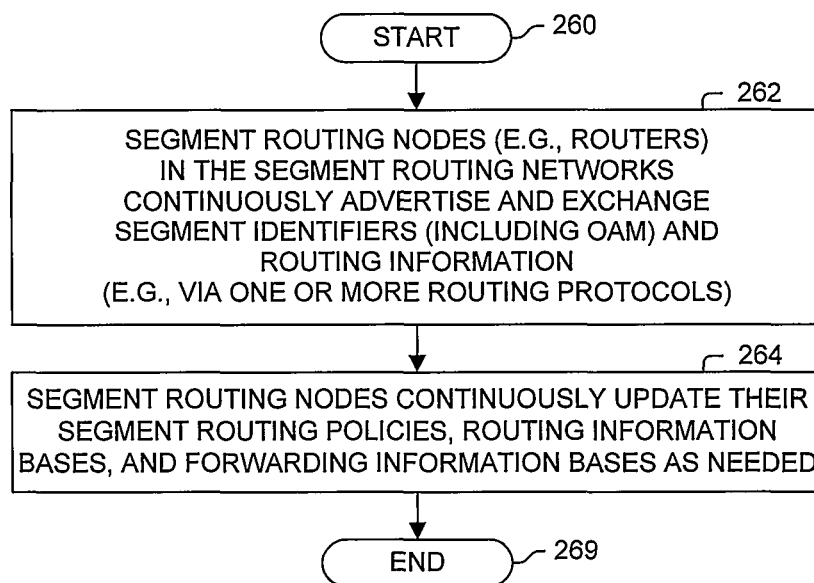 START
260
262
SEGMENT ROUTING NODES (E.G., ROUTERS)
IN THE SEGMENT ROUTING NETWORKS
CONTINUOUSLY ADVERTISE AND EXCHANGE
SEGMENT IDENTIFIERS (INCLUDING OAM) AND
ROUTING INFORMATION
(E.G., VIA ONE OR MORE ROUTING PROTOCOLS)
264
SEGMENT ROUTING NODES CONTINUOUSLY UPDATE THEIR
SEGMENT ROUTING POLICIES, ROUTING INFORMATION
BASES, AND FORWARDING INFORMATION BASES AS NEEDED
END
269